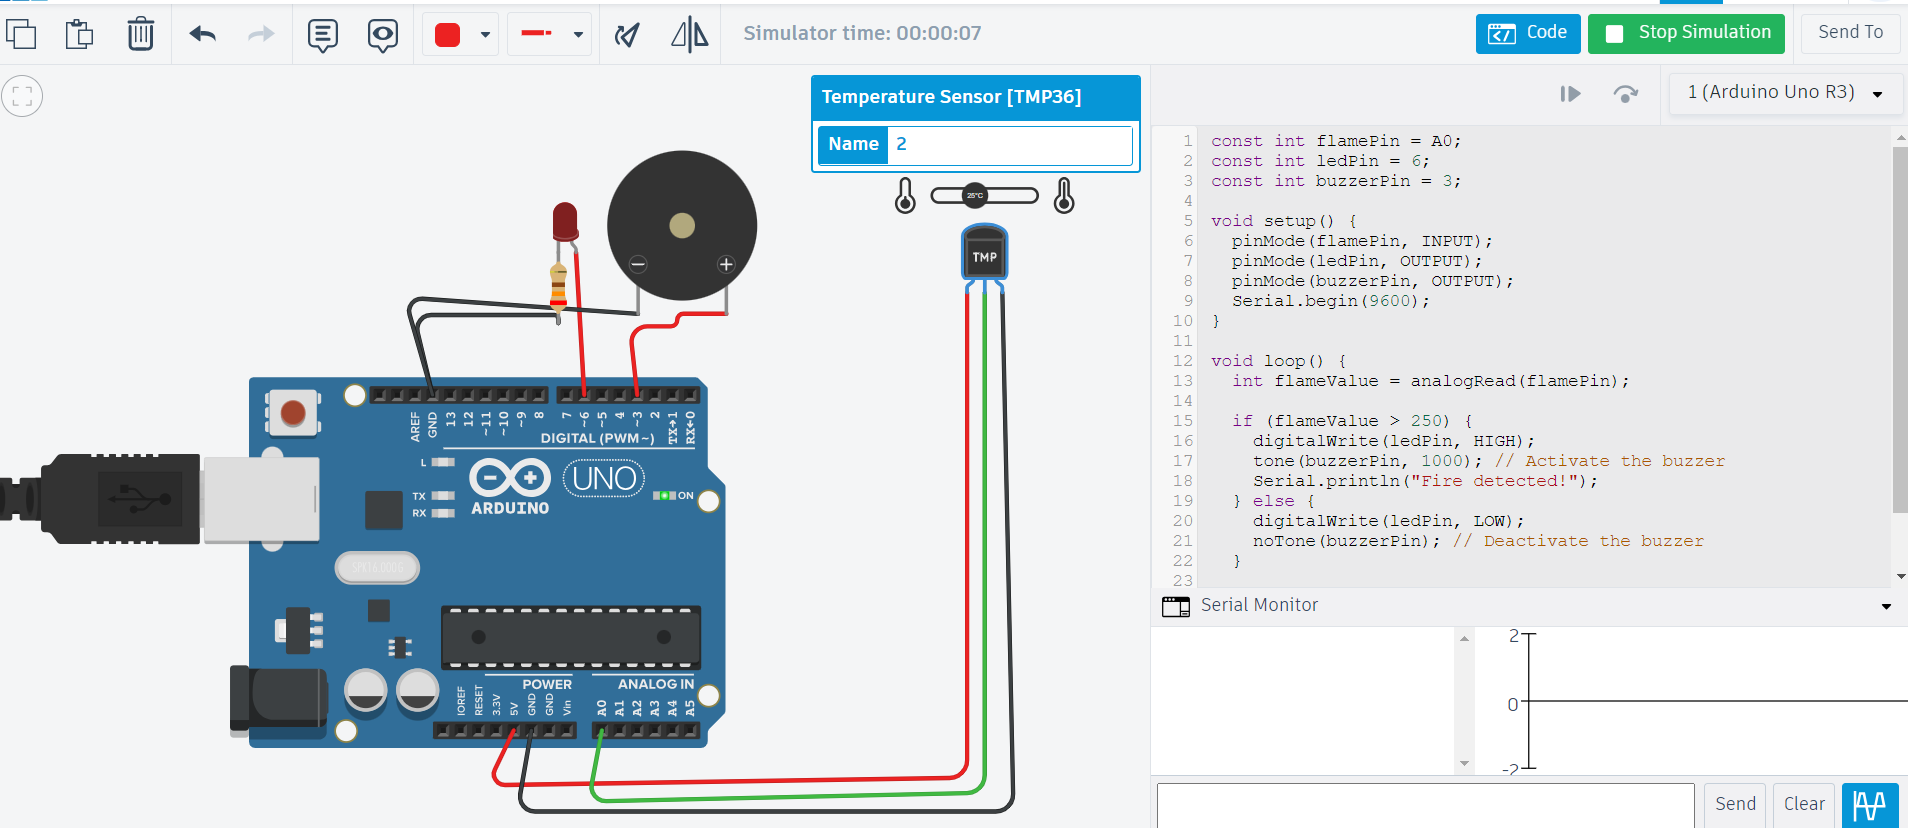 Simulator time: 00:00:07
Code
Stop Simulation
Send To
Temperature Sensor [TMP36]
Name 2
25°C
TMP
1 (Arduino Uno R3)
1 const int flamePin = A0;
2 const int ledPin = 6;
3 const int buzzerPin = 3;
4
5 void setup() {
6 pinMode(flamePin, INPUT);
7 pinMode(ledPin, OUTPUT);
8 pinMode(buzzerPin, OUTPUT);
9 Serial.begin(9600);
10 }
11
12 void loop() {
13 int flameValue = analogRead(flamePin);
14
15 if (flameValue > 250) {
16 digitalWrite(ledPin, HIGH);
17 tone(buzzerPin, 1000); // Activate the buzzer
18 Serial.println("Fire detected!");
19 } else {
20 digitalWrite(ledPin, LOW);
21 noTone(buzzerPin); // Deactivate the buzzer
22 }
23
Serial Monitor
2
0
-2
Send
Clear
AREF GND 13 12 ~11 ~10 ~9 8 7 ~6 ~5 4 ~3 2 TX→1 RX←0
DIGITAL (PWM~)
L
TX
RX
ARDUINO
UNO
ON
SPK16.000G
POWER
ANALOG IN
IOREF RESET 3.3V 5V GND GND Vin A0 A1 A2 A3 A4 A5